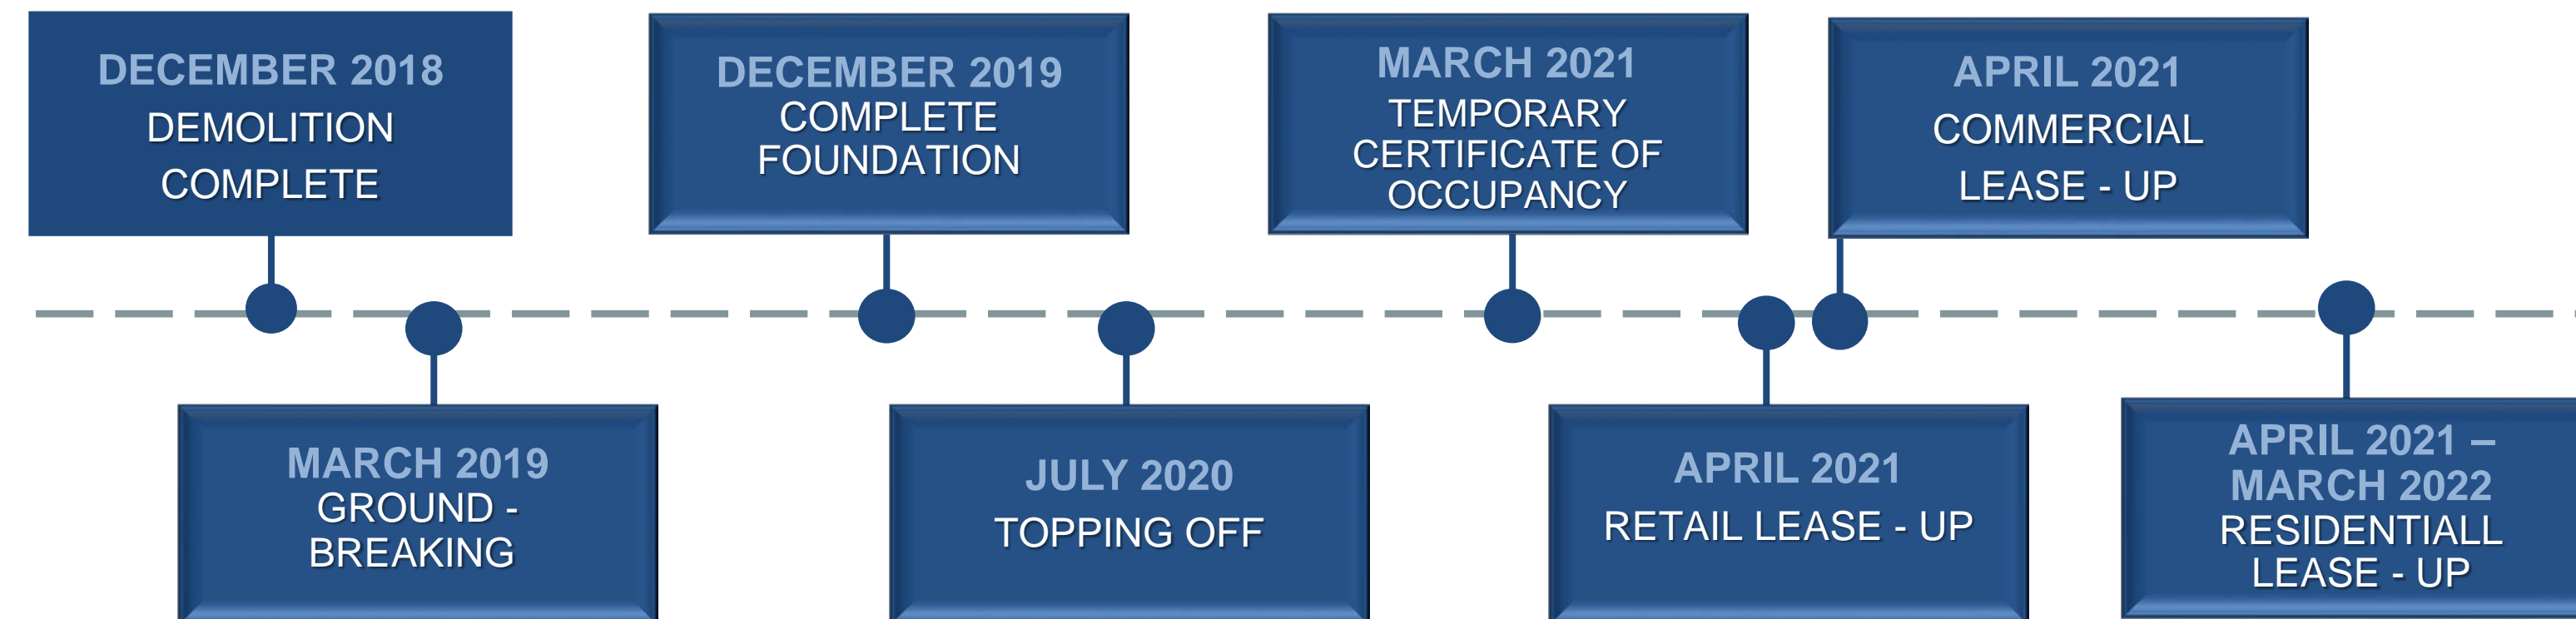 DECEMBER 2018
DEMOLITION
COMPLETE
MARCH 2019
GROUND -
BREAKING
DECEMBER 2019
COMPLETE
FOUNDATION
JULY 2020
TOPPING OFF
MARCH 2021
TEMPORARY
CERTIFICATE OF
OCCUPANCY
APRIL 2021
RETAIL LEASE - UP
APRIL 2021
COMMERCIAL
LEASE - UP
APRIL 2021 –
MARCH 2022
RESIDENTIALL
LEASE - UP